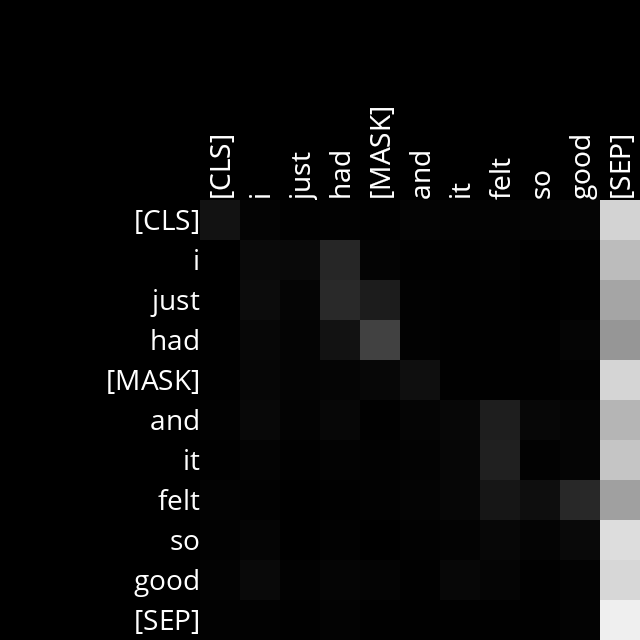 [CLS] i just had [MASK] and it felt so good [SEP]
[CLS]
i
just
had
[MASK]
and
it
felt
so
good
[SEP]